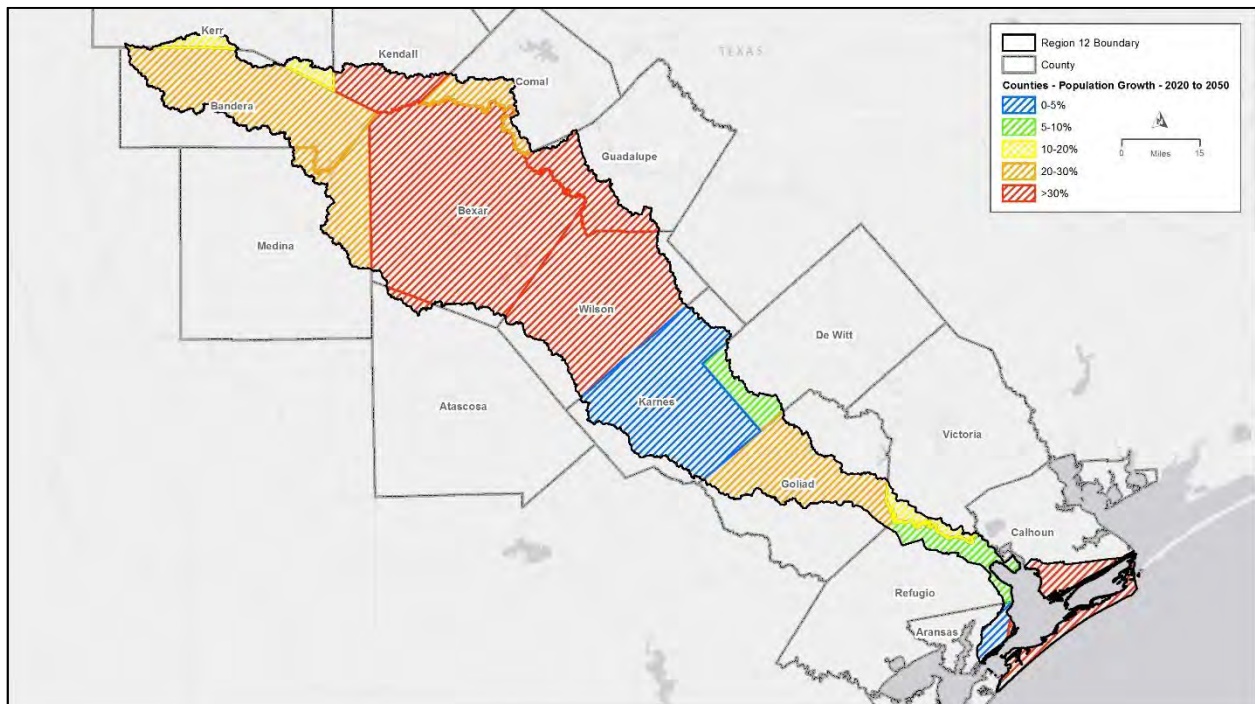 Kerr
Kendall
TEXAS
Comal
Bandera
Guadalupe
Bexar
Medina
Wilson
De Witt
Atascosa
Karnes
Victoria
Goliad
Calhoun
Refugio
Aransas
Region 12 Boundary
County
Counties - Population Growth - 2020 to 2050
0-5%
5-10%
10-20%
20-30%
>30%
0 15
Miles